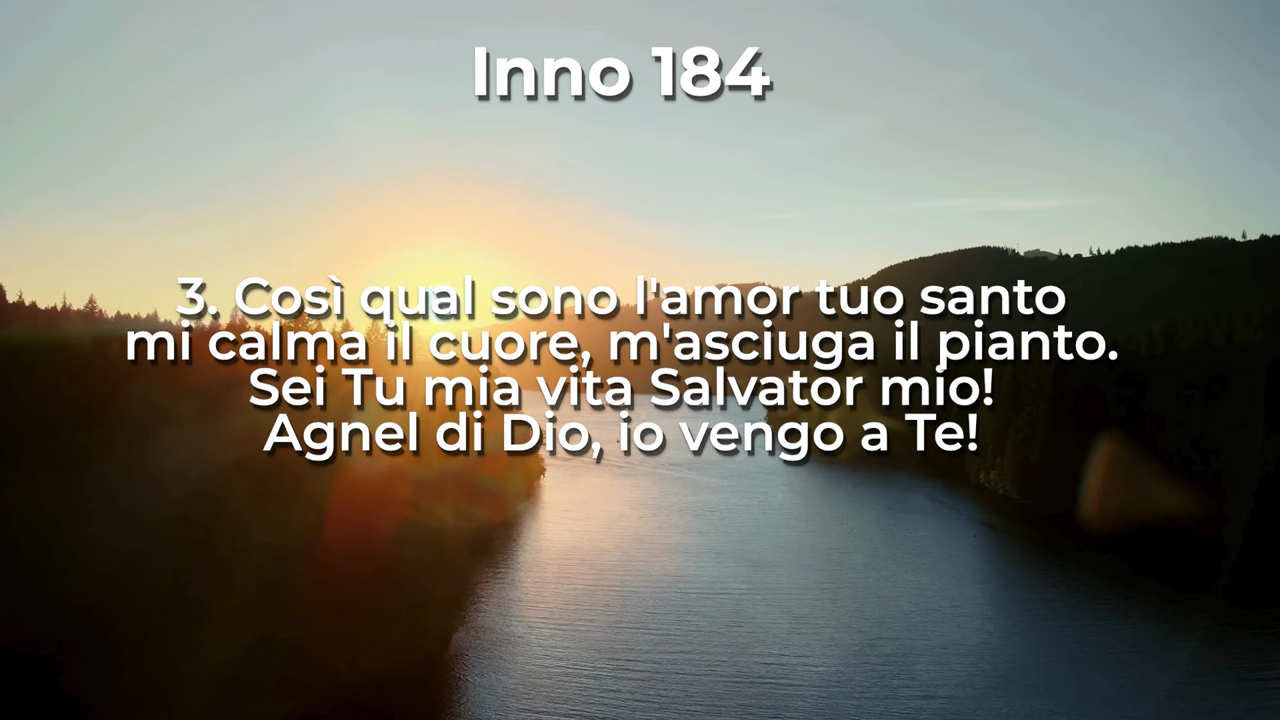 Inno 184
3. Così qual sono l'amor tuo santo
mi calma il cuore, m'asciuga il pianto.
Sei Tu mia vita Salvator mio!
Agnel di Dio, io vengo a Te!